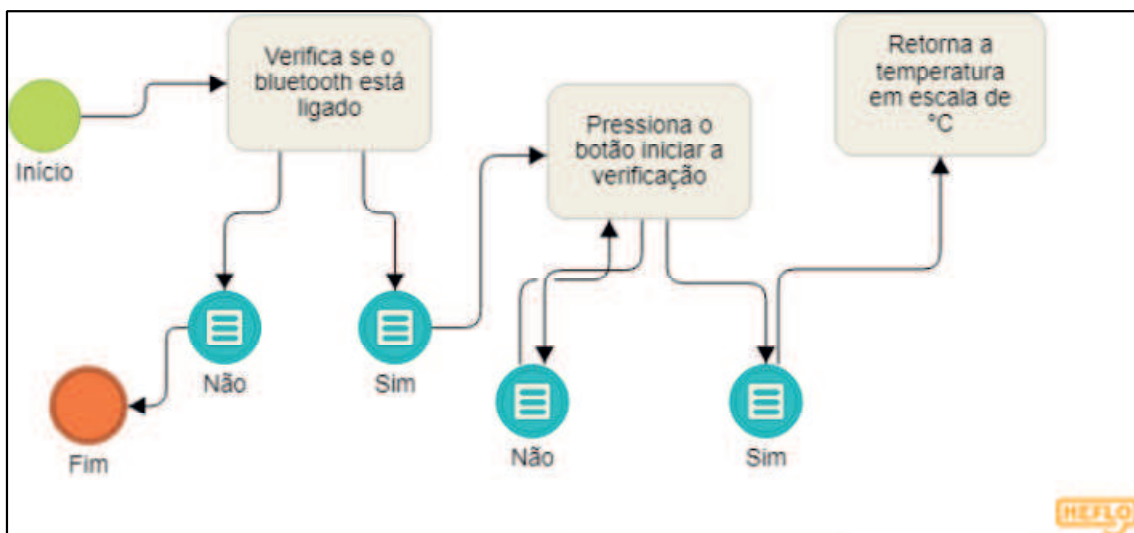 Início
Verifica se o
bluetooth está
ligado
Não
Sim
Fim
Pressiona o
botão iniciar a
verificação
Não
Sim
Retorna a
temperatura
em escala de
°C
HEFLO